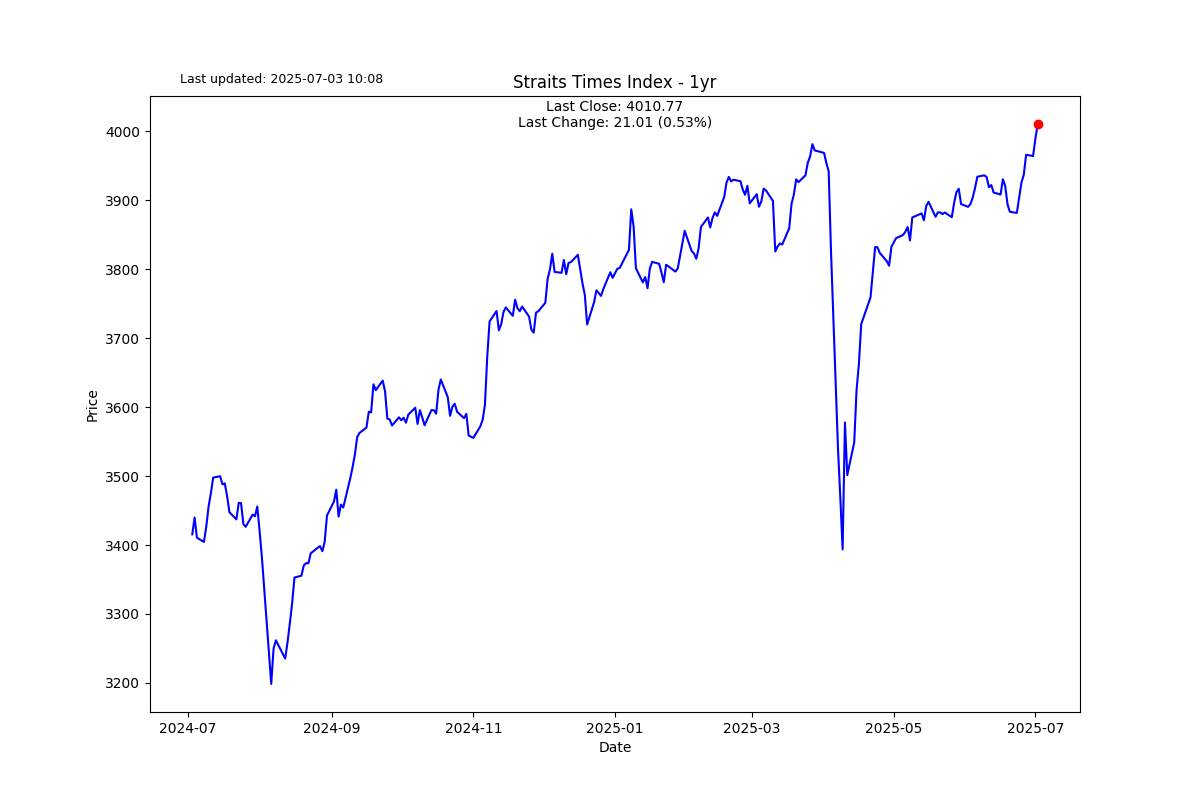 Last updated: 2025-07-03 10:08
Straits Times Index - 1yr
Last Close: 4010.77
Last Change: 21.01 (0.53%)
4000
3900
3800
3700
3600
3500
3400
3300
3200
Price
2024-07
2024-09
2024-11
2025-01
2025-03
2025-05
2025-07
Date